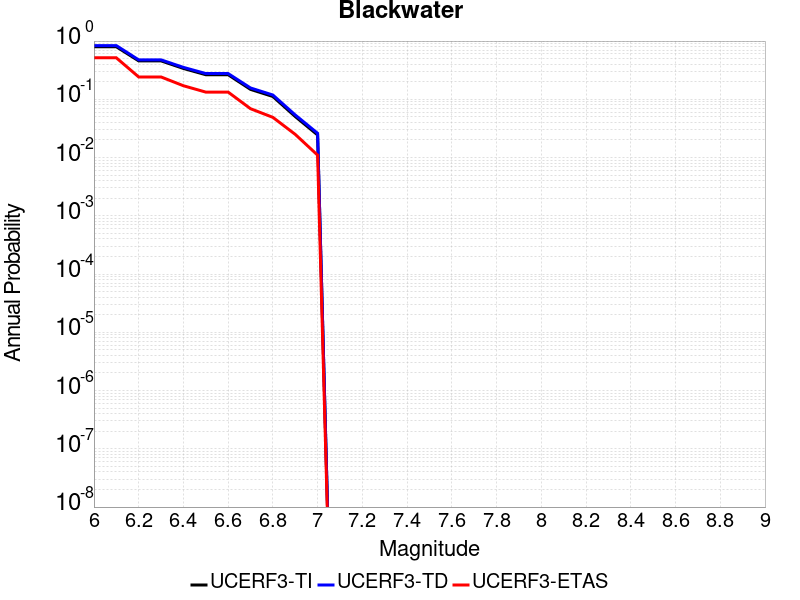 Blackwater
Annual Probability
10^0
10^-1
10^-2
10^-3
10^-4
10^-5
10^-6
10^-7
10^-8
6 6.2 6.4 6.6 6.8 7 7.2 7.4 7.6 7.8 8 8.2 8.4 8.6 8.8 9
Magnitude
UCERF3-TI UCERF3-TD UCERF3-ETAS